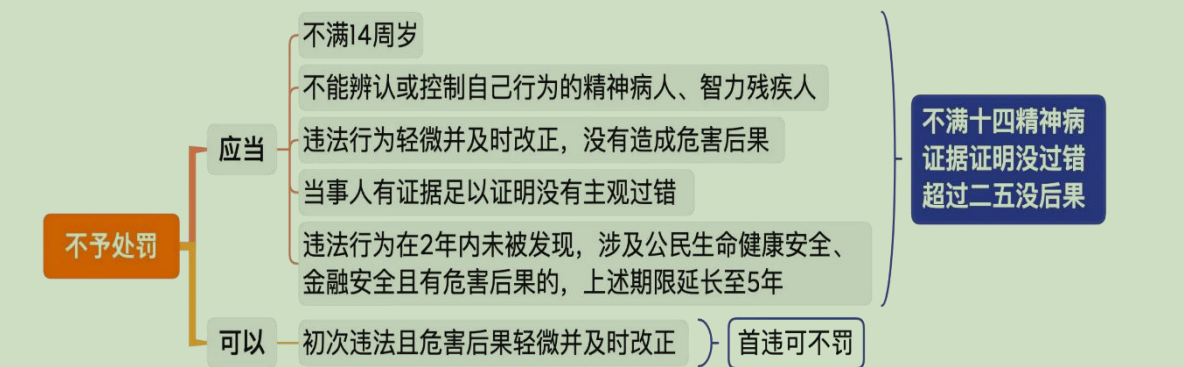 不满14周岁
不能辨认或控制自己行为的精神病人、智力残疾人
违法行为轻微并及时改正，没有造成危害后果
当事人有证据足以证明没有主观过错
违法行为在2年内未被发现，涉及公民生命健康安全、
金融安全且有危害后果的，上述期限延长至5年
应当
不满十四精神病
证据证明没过错
超过二五没后果
不予处罚
可以
初次违法且危害后果轻微并及时改正
首违可不罚